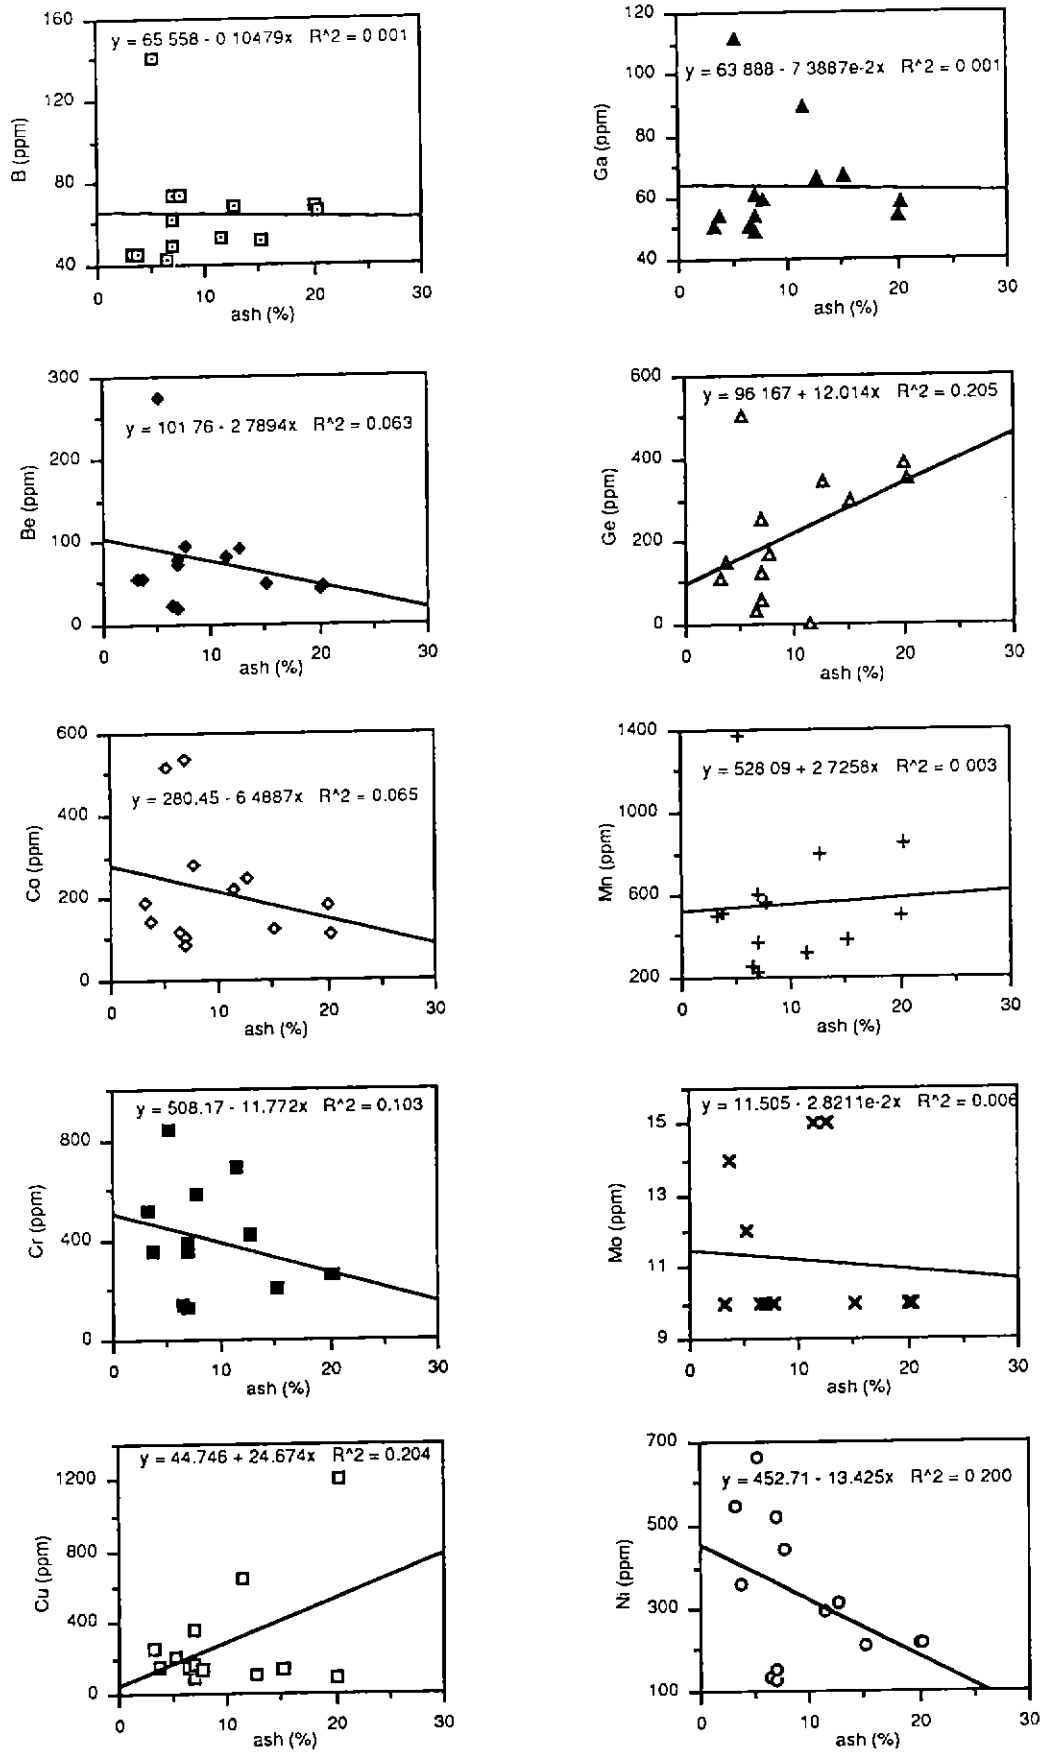 160
120
80
40
B (ppm)
y = 65 558 - 0 10479x R^2 = 0 001
0 10 20 30
ash (%)
120
100
80
60
40
Ga (ppm)
y = 63 888 - 7 3887e-2x R^2 = 0 001
0 10 20 30
ash (%)
300
200
100
0
Be (ppm)
y = 101 76 - 2 7894x R^2 = 0.063
0 10 20 30
ash (%)
600
400
200
0
Ge (ppm)
y = 96 167 + 12.014x R^2 = 0.205
0 10 20 30
ash (%)
600
400
200
0
Co (ppm)
y = 280.45 - 6 4887x R^2 = 0.065
0 10 20 30
ash (%)
1400
1000
600
200
Mn (ppm)
y = 528 09 + 2 7258x R^2 = 0 003
0 10 20 30
ash (%)
800
400
0
Cr (ppm)
y = 508.17 - 11.772x R^2 = 0.103
0 10 20 30
ash (%)
15
13
11
9
Mo (ppm)
y = 11.505 - 2.8211e-2x R^2 = 0.006
0 10 20 30
ash (%)
1200
800
400
0
Cu (ppm)
y = 44.746 + 24.674x R^2 = 0.204
0 10 20 30
ash (%)
700
500
300
100
Ni (ppm)
y = 452.71 - 13.425x R^2 = 0 200
0 10 20 30
ash (%)